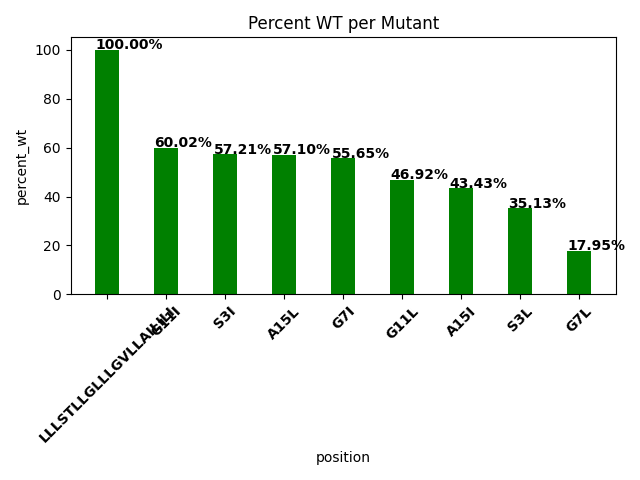 Percent WT per Mutant
percent_wt
100
80
60
40
20
0
100.00%
60.02%
57.21%
57.10%
55.65%
46.92%
43.43%
35.13%
17.95%
G11I
S3I
A15L
G7I
G11L
A15I
S3L
G7L
position